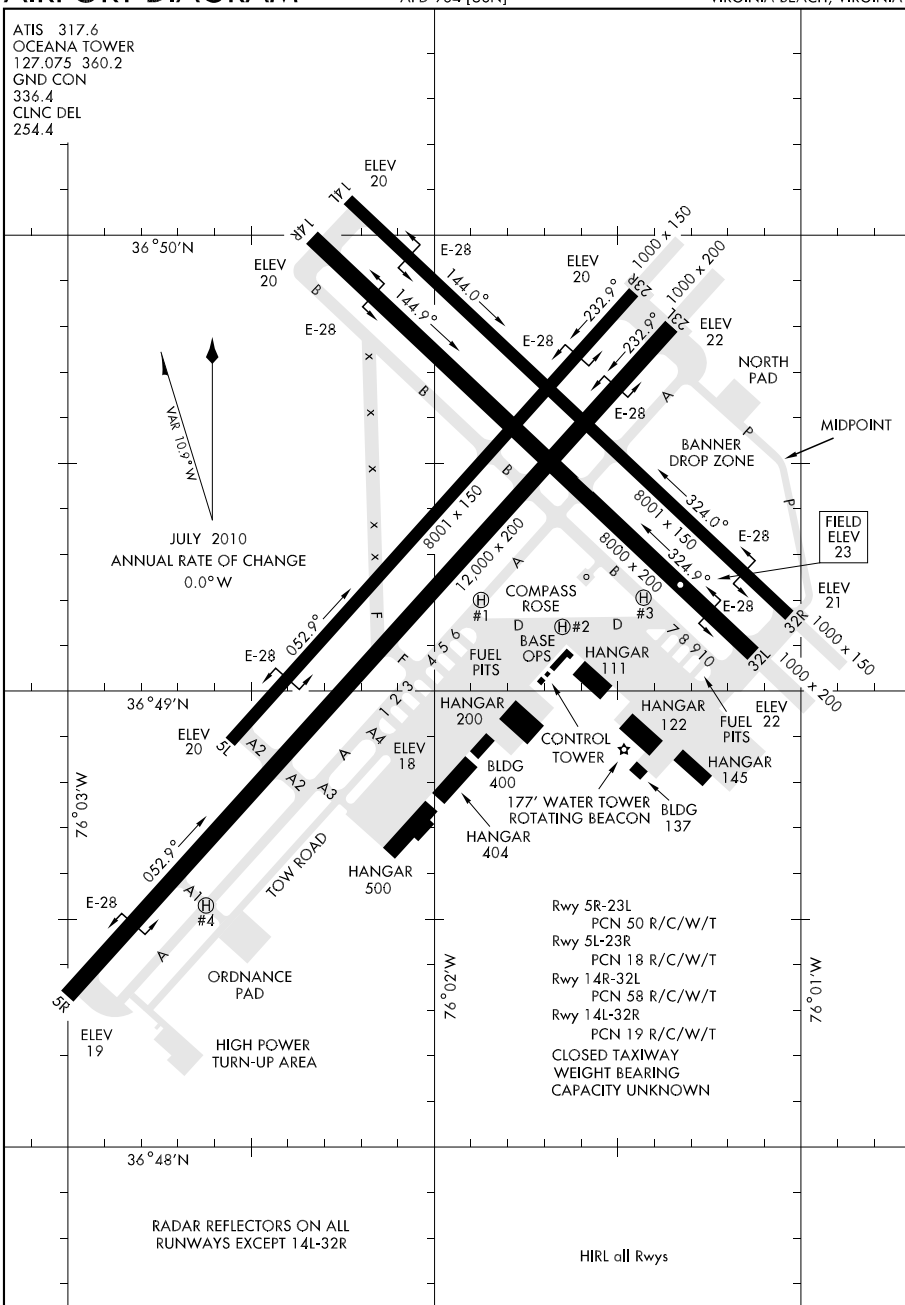 ATIS 317.6
OCEANA TOWER
127.075 360.2
GND CON
336.4
CLNC DEL
254.4
ELEV
20
14L
14R
36°50'N
ELEV
20
E-28
144.0°
E-28
144.9°
B
ELEV
20
1000 x 150
23R
232.9°
1000 x 200
23L
232.9°
ELEV
22
E-28
E-28
NORTH
PAD
A
P
MIDPOINT
BANNER
DROP ZONE
P
VAR 10.9°W
X
X
X
X
X
B
B
JULY 2010
ANNUAL RATE OF CHANGE
0.0°W
8001 x 150
12,000 x 200
324.0°
8001 x 150
324.9°
8000 x 200
E-28
E-28
FIELD
ELEV
23
ELEV
21
32R
1000 x 150
32L
1000 x 200
ELEV
22
A
COMPASS
ROSE
B
H
#1
H #2
H
#3
D
D
7 8 9 10
F
F
4 5 6
1 2 3
FUEL
PITS
BASE
OPS
HANGAR
111
052.9°
E-28
36°49'N
HANGAR
200
HANGAR
122
FUEL
PITS
ELEV
20
5L
A2
A2
A3
A
A4
ELEV
18
CONTROL
TOWER
HANGAR
145
BLDG
400
177' WATER TOWER
ROTATING BEACON
BLDG
137
76°03'W
HANGAR
404
HANGAR
500
052.9°
TOW ROAD
E-28
A1
H
#4
A
5R
ELEV
19
ORDNANCE
PAD
HIGH POWER
TURN-UP AREA
76°02'W
76°01'W
Rwy 5R-23L
PCN 50 R/C/W/T
Rwy 5L-23R
PCN 18 R/C/W/T
Rwy 14R-32L
PCN 58 R/C/W/T
Rwy 14L-32R
PCN 19 R/C/W/T
CLOSED TAXIWAY
WEIGHT BEARING
CAPACITY UNKNOWN
36°48'N
RADAR REFLECTORS ON ALL
RUNWAYS EXCEPT 14L-32R
HIRL all Rwys